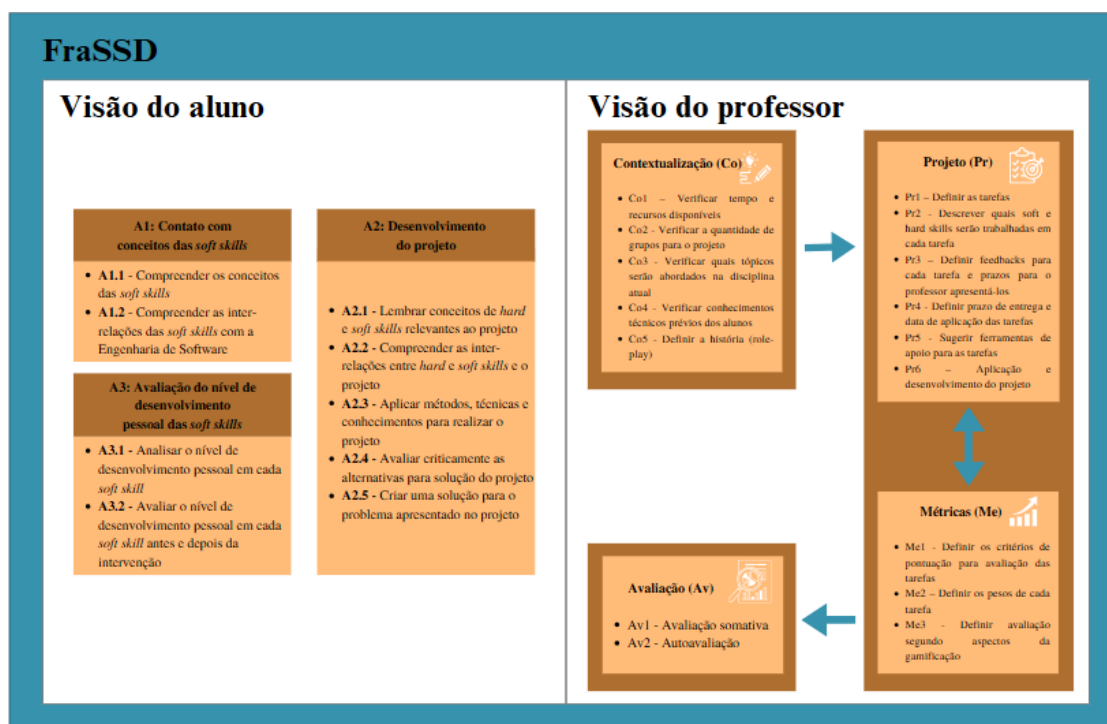 FraSSD
Visão do aluno
A1: Contato com
conceitos das soft skills
• A1.1 - Compreender os conceitos
das soft skills
• A1.2 - Compreender as inter-
relações das soft skills com a
Engenharia de Software
A3: Avaliação do nível de
desenvolvimento
pessoal das soft skills
• A3.1 - Analisar o nível de
desenvolvimento pessoal em cada
soft skill
• A3.2 - Avaliar o nível de
desenvolvimento pessoal em cada
soft skill antes e depois da
intervenção
A2: Desenvolvimento
do projeto
• A2.1 - Lembrar conceitos de hard
e soft skills relevantes ao projeto
• A2.2 - Compreender as inter-
relações entre hard e soft skills e o
projeto
• A2.3 - Aplicar métodos, técnicas e
conhecimentos para realizar o
projeto
• A2.4 - Avaliar criticamente as
alternativas para solução do projeto
• A2.5 - Criar uma solução para o
problema apresentado no projeto
Visão do professor
Contextualização (Co)
• Co1 – Verificar tempo e
recursos disponíveis
• Co2 - Verificar a quantidade de
grupos para o projeto
• Co3 - Verificar quais tópicos
serão abordados na disciplina
atual
• Co4 - Verificar conhecimentos
técnicos prévios dos alunos
• Co5 - Definir a história (role-
play)
Projeto (Pr)
• Pr1 – Definir as tarefas
• Pr2 - Descrever quais soft e
hard skills serão trabalhadas em
cada tarefa
• Pr3 – Definir feedbacks para
cada tarefa e prazos para o
professor apresentá-los
• Pr4 - Definir prazo de entrega e
data de aplicação das tarefas
• Pr5 - Sugerir ferramentas de
apoio para as tarefas
• Pr6 – Aplicação e
desenvolvimento do projeto
Métricas (Me)
• Me1 - Definir os critérios de
pontuação para avaliação das
tarefas
• Me2 – Definir os pesos de cada
tarefa
• Me3 - Definir avaliação
segundo aspectos da
gamificação
Avaliação (Av)
• Av1 - Avaliação somativa
• Av2 - Autoavaliação